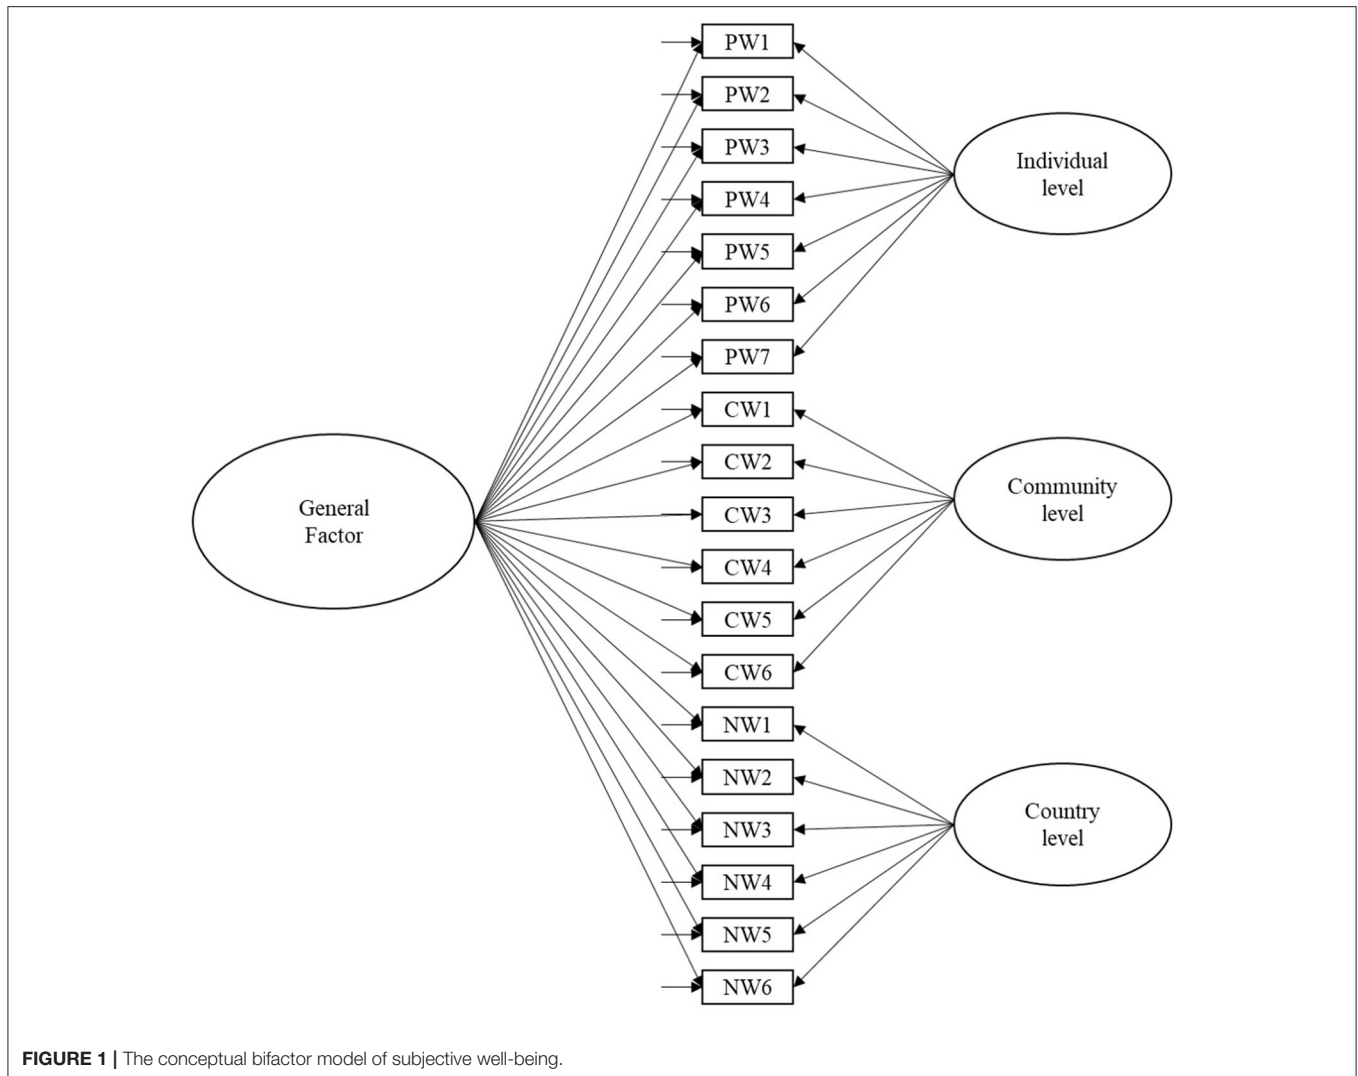 PW1
PW2
PW3
PW4
PW5
PW6
PW7
CW1
CW2
CW3
CW4
CW5
CW6
NW1
NW2
NW3
NW4
NW5
NW6
General
Factor
Individual
level
Community
level
Country
level
FIGURE 1 | The conceptual bifactor model of subjective well-being.